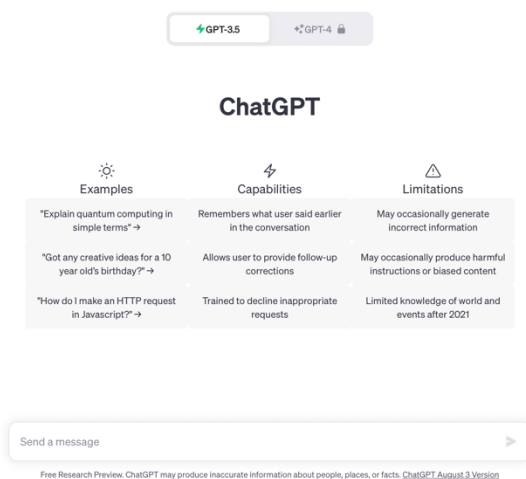 GPT-3.5
GPT-4
ChatGPT
Examples
"Explain quantum computing in
simple terms" →
"Got any creative ideas for a 10
year old's birthday?" →
"How do I make an HTTP request
in Javascript?" →
Capabilities
Remembers what user said earlier
in the conversation
Allows user to provide follow-up
corrections
Trained to decline inappropriate
requests
Limitations
May occasionally generate
incorrect information
May occasionally produce harmful
instructions or biased content
Limited knowledge of world and
events after 2021
Send a message
Free Research Preview. ChatGPT may produce inaccurate information about people, places, or facts. ChatGPT August 3 Version